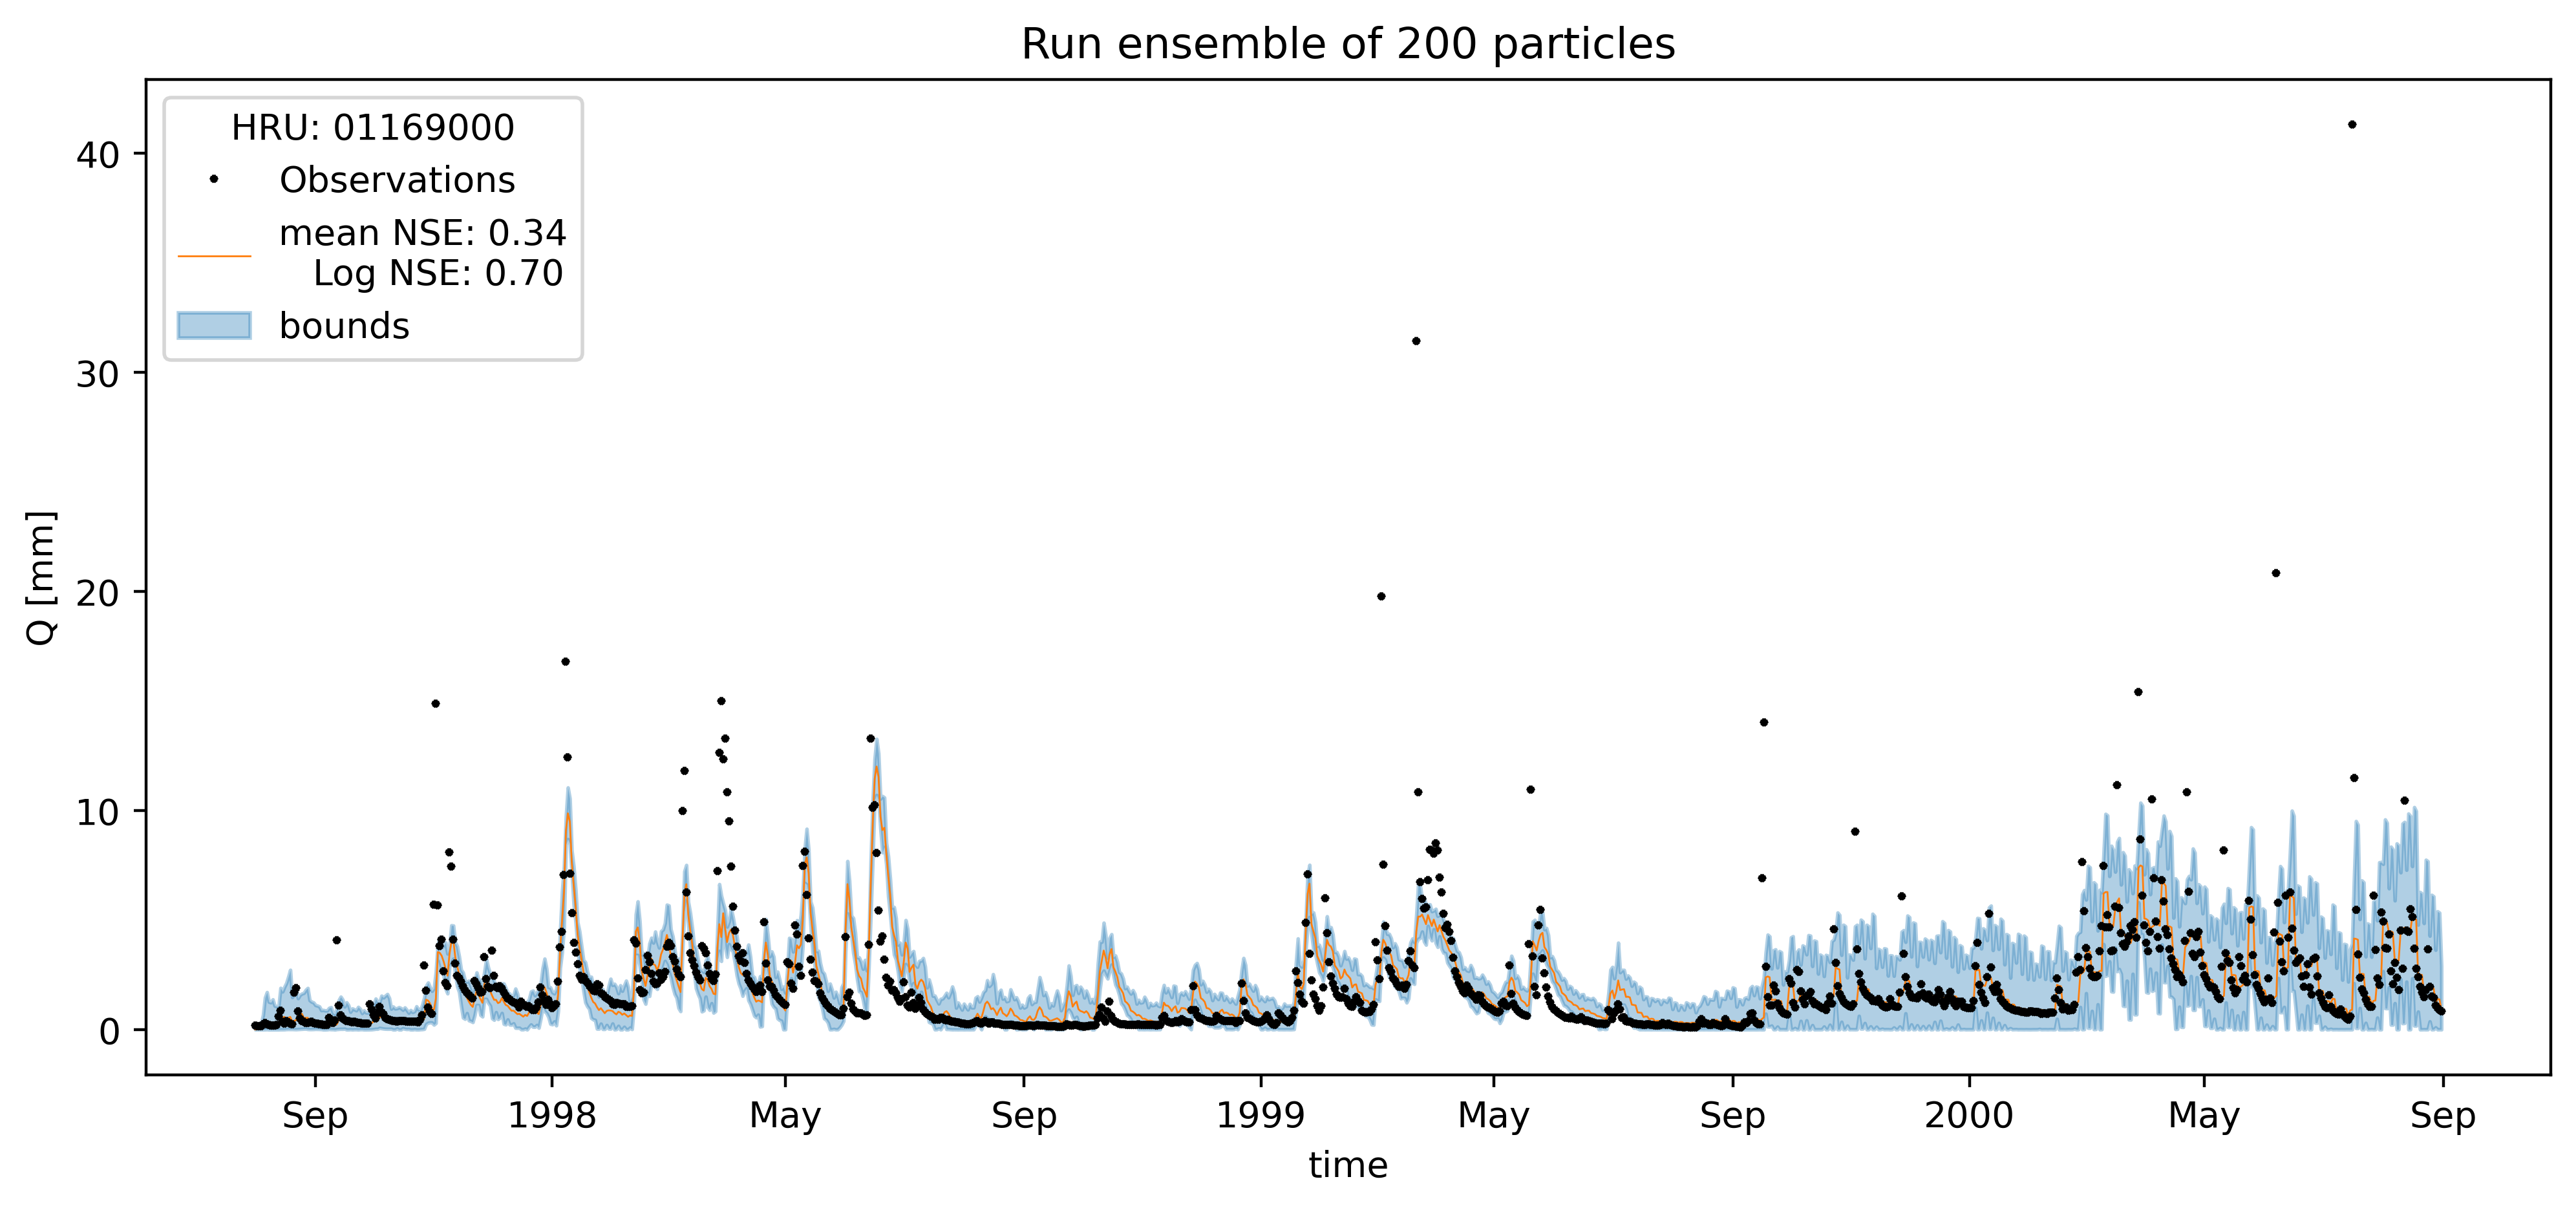 Run ensemble of 200 particles
HRU: 01169000
Observations
mean NSE: 0.34
Log NSE: 0.70
bounds
40
30
20
10
0
Q [mm]
Sep 1998 May Sep 1999 May Sep 2000 May Sep
time